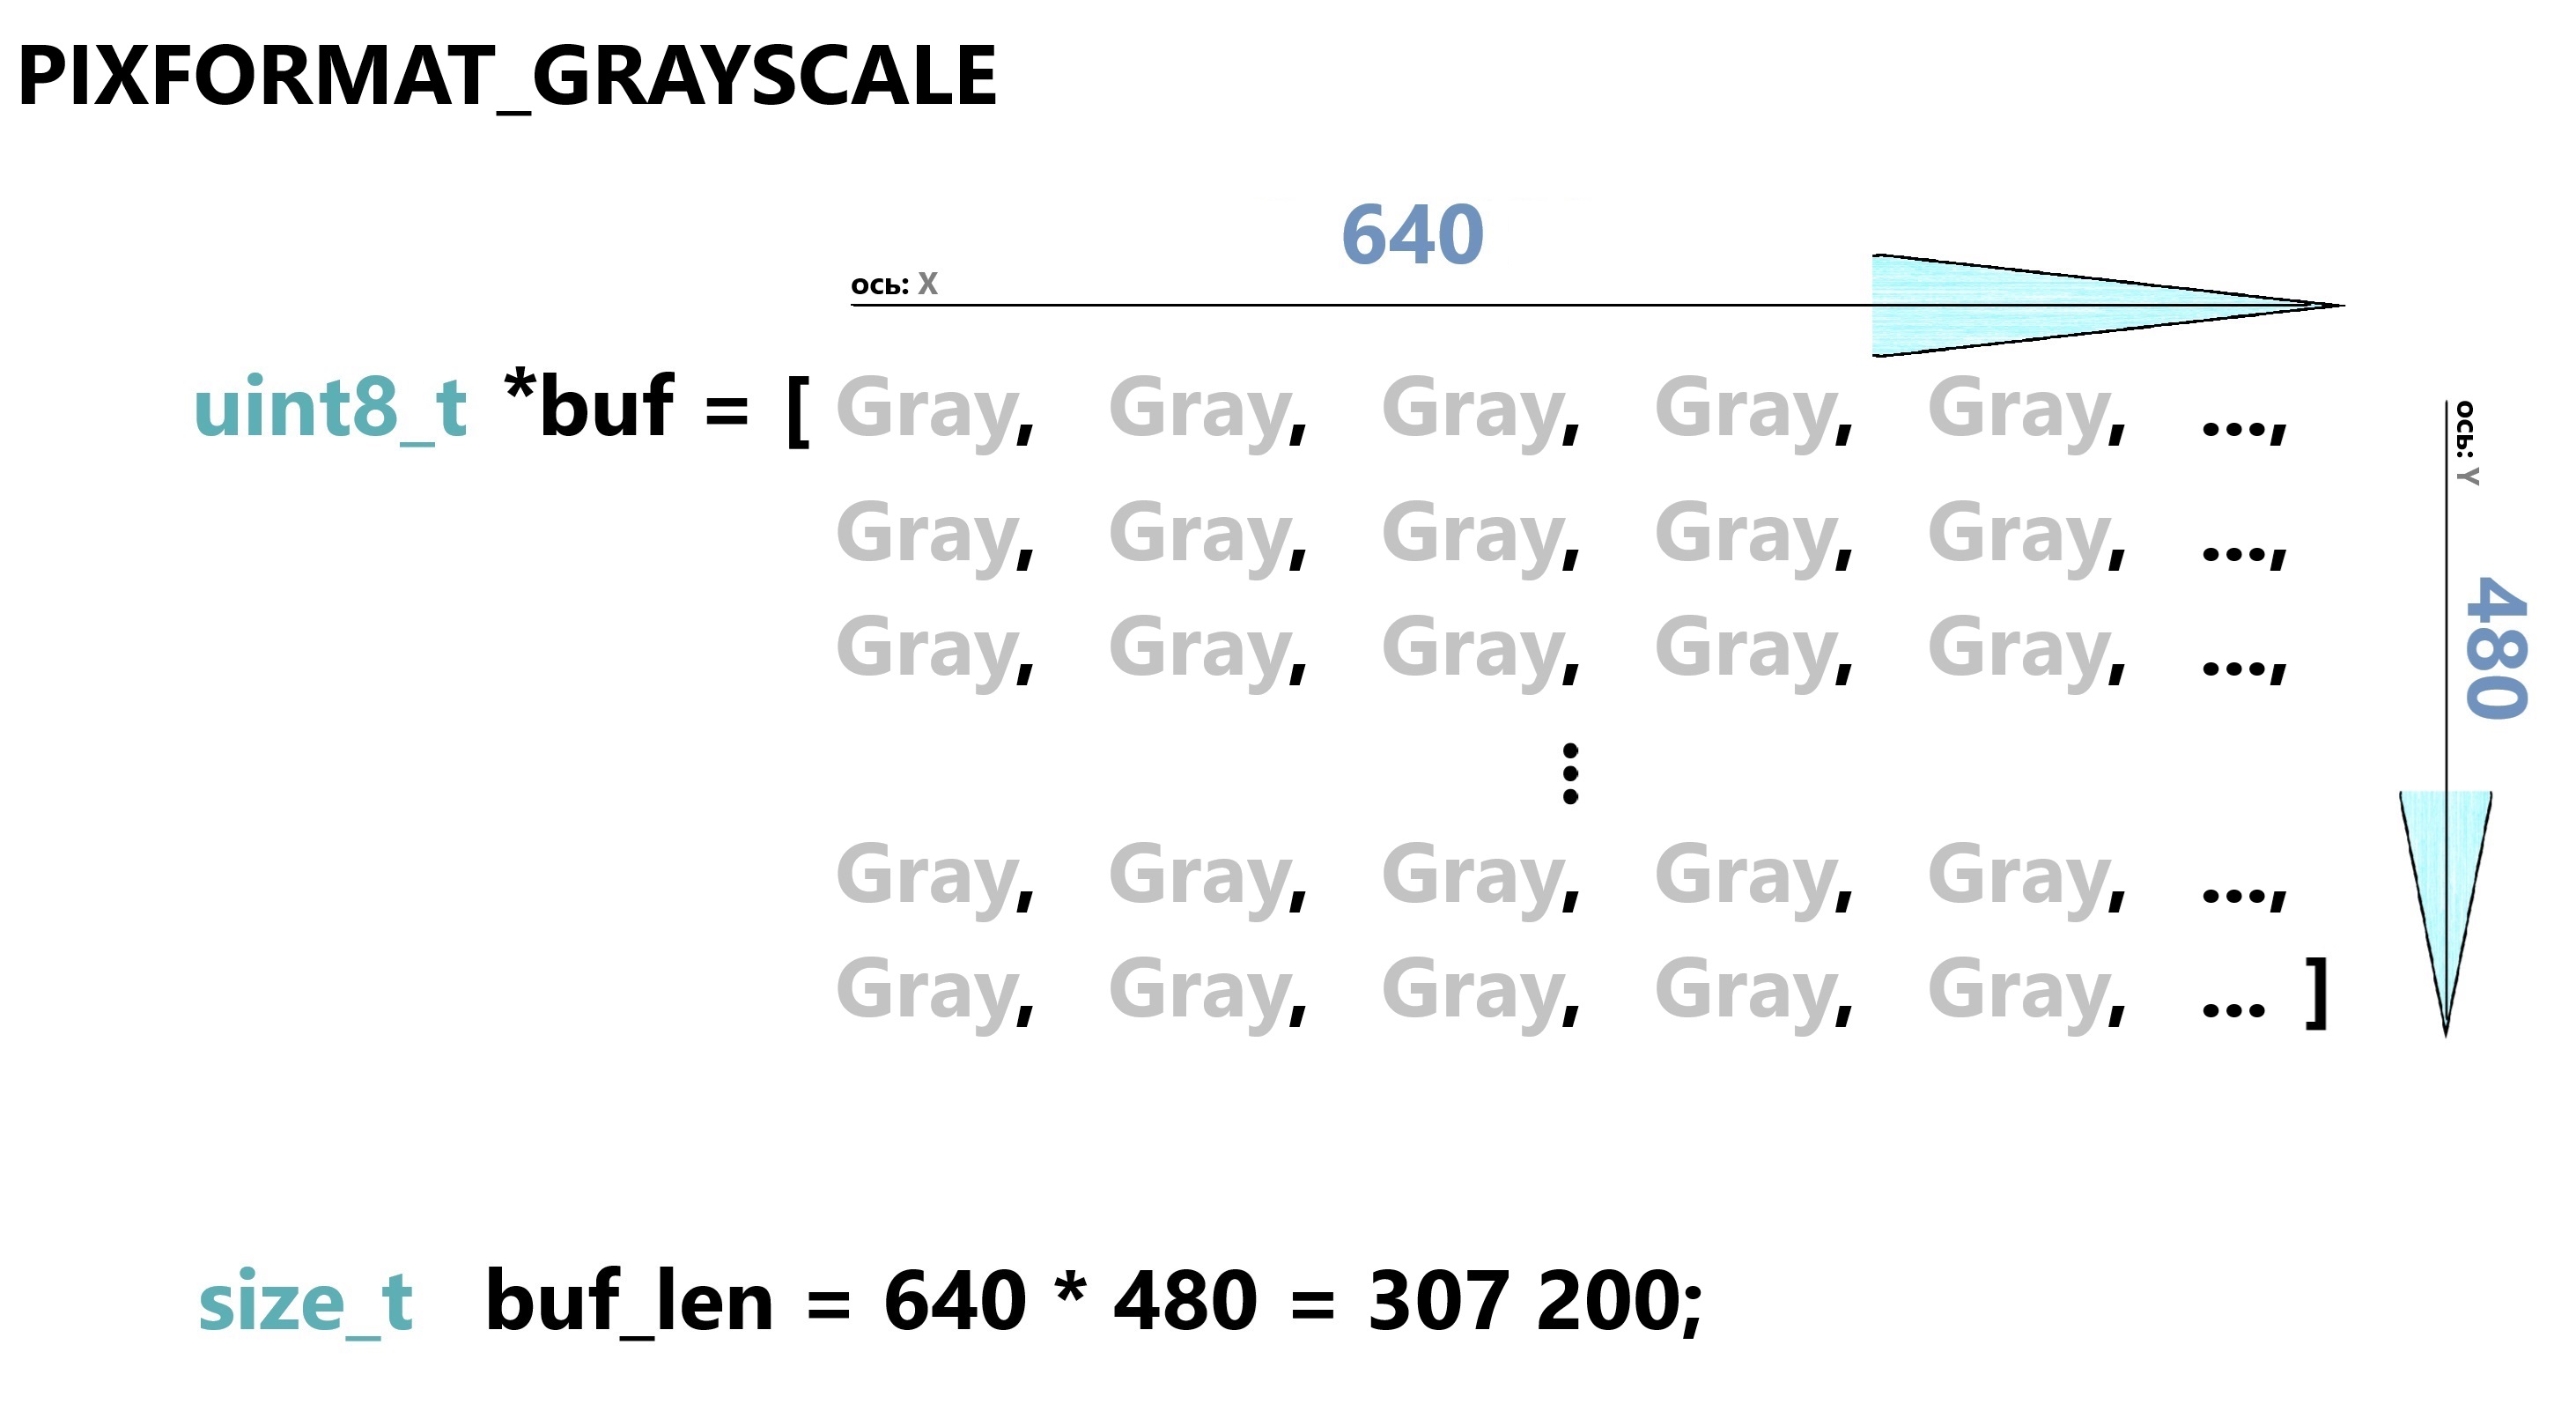 PIXFORMAT_GRAYSCALE
640
ось: X
uint8_t *buf = [ Gray, Gray, Gray, Gray, Gray, ...,
ось: Y
Gray, Gray, Gray, Gray, Gray, ...,
480
Gray, Gray, Gray, Gray, Gray, ...,
⋮
Gray, Gray, Gray, Gray, Gray, ...,
Gray, Gray, Gray, Gray, Gray, ... ]
size_t buf_len = 640 * 480 = 307 200;